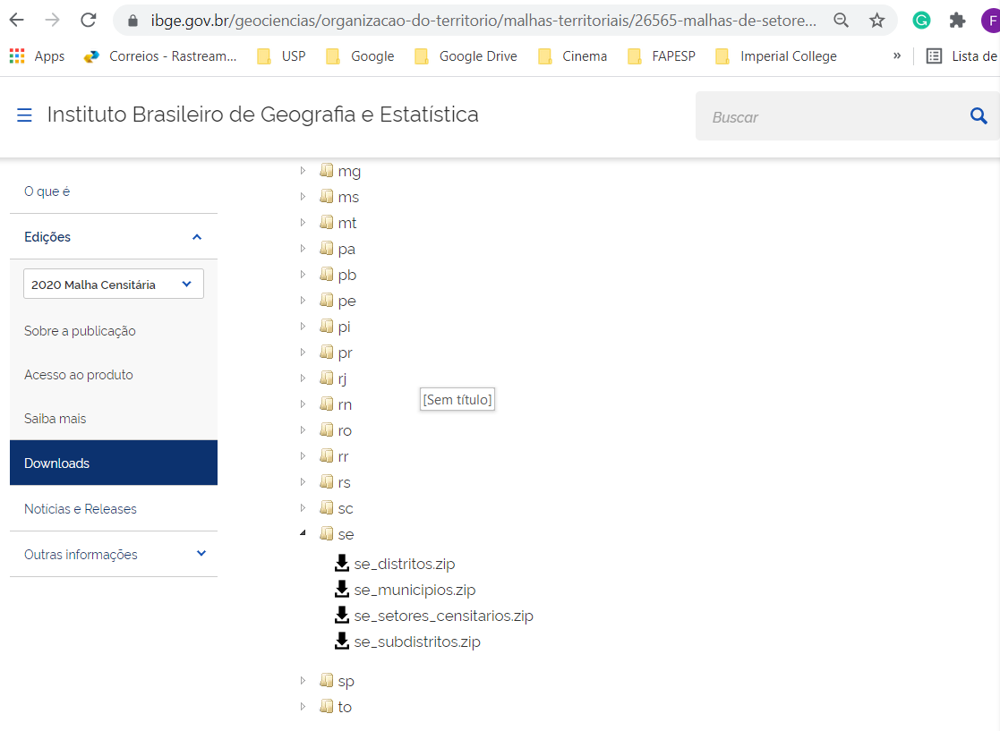 ibge.gov.br/geociencias/organizacao-do-territorio/malhas-territoriais/26565-malhas-de-setore...
G
F
Apps
Correios - Rastream...
USP
Google
Google Drive
Cinema
FAPESP
Imperial College
»
Lista de
Instituto Brasileiro de Geografia e Estatística
Buscar
O que é
Edições
2020 Malha Censitária
Sobre a publicação
Acesso ao produto
Saiba mais
Downloads
Notícias e Releases
Outras informações
mg
ms
mt
pa
pb
pe
pi
pr
rj
[Sem título]
rn
ro
rr
rs
sc
se
se_distritos.zip
se_municipios.zip
se_setores_censitarios.zip
se_subdistritos.zip
sp
to